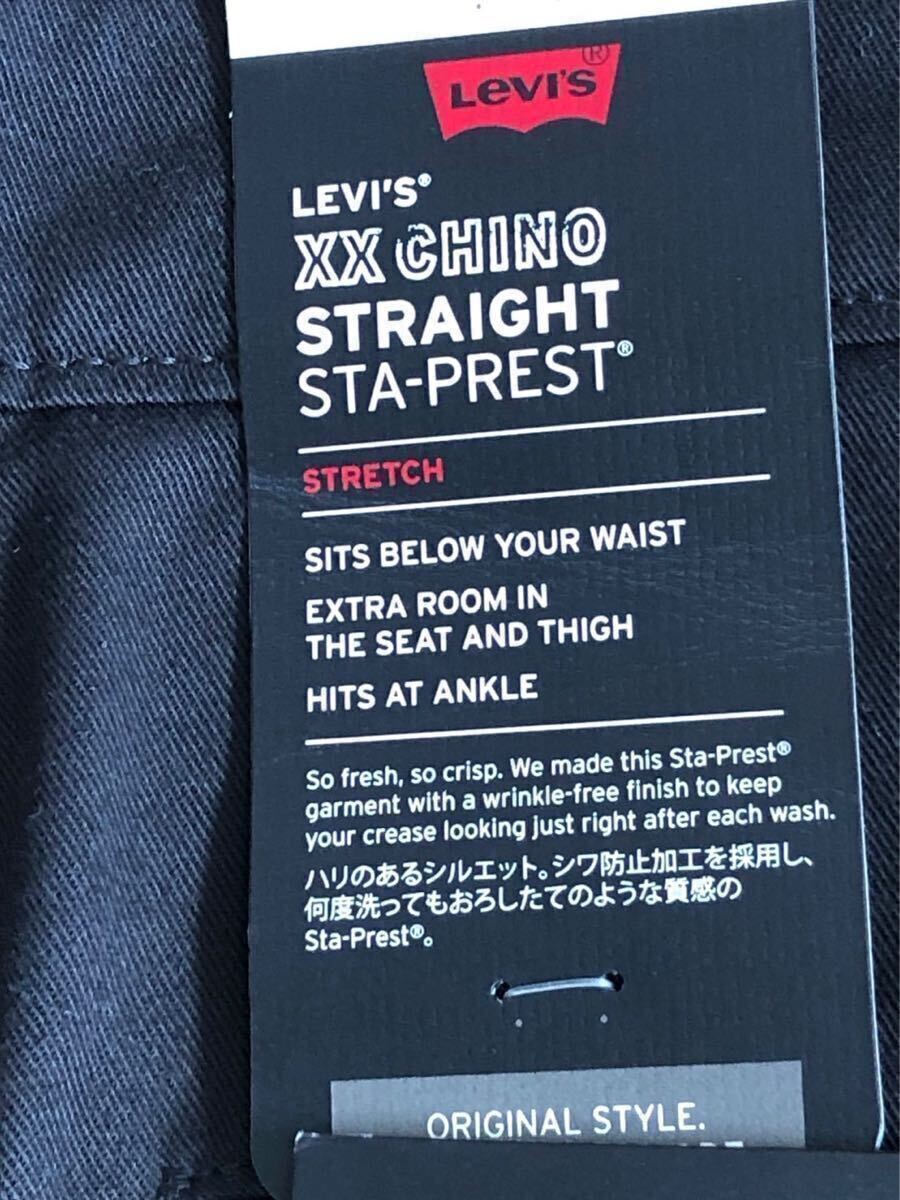 LEVI'S®
LEVI'S®
XX CHINO
STRAIGHT
STA-PREST®
STRETCH
SITS BELOW YOUR WAIST
EXTRA ROOM IN
THE SEAT AND THIGH
HITS AT ANKLE
So fresh, so crisp. We made this Sta-Prest®
garment with a wrinkle-free finish to keep
your crease looking just right after each wash.
ハリのあるシルエット。シワ防止加工を採用し、
何度洗ってもおろしたてのような質感の
Sta-Prest®。
ORIGINAL STYLE.